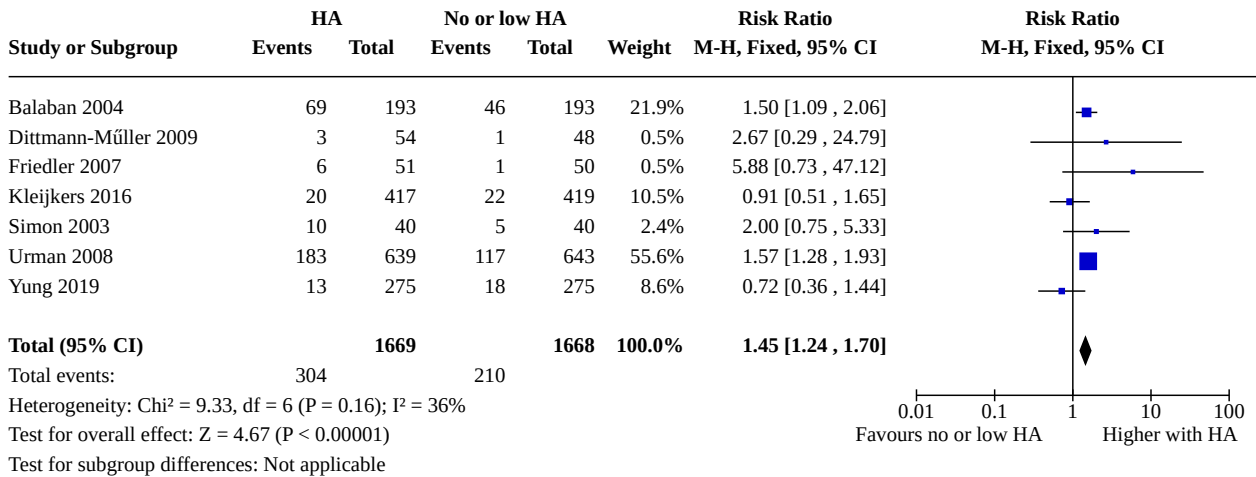 HA No or low HA Risk Ratio Risk Ratio
Study or Subgroup Events Total Events Total Weight M-H, Fixed, 95% CI M-H, Fixed, 95% CI
Balaban 2004 69 193 46 193 21.9% 1.50 [1.09 , 2.06]
Dittmann-Műller 2009 3 54 1 48 0.5% 2.67 [0.29 , 24.79]
Friedler 2007 6 51 1 50 0.5% 5.88 [0.73 , 47.12]
Kleijkers 2016 20 417 22 419 10.5% 0.91 [0.51 , 1.65]
Simon 2003 10 40 5 40 2.4% 2.00 [0.75 , 5.33]
Urman 2008 183 639 117 643 55.6% 1.57 [1.28 , 1.93]
Yung 2019 13 275 18 275 8.6% 0.72 [0.36 , 1.44]
Total (95% CI) 1669 1668 100.0% 1.45 [1.24 , 1.70]
Total events: 304 210
Heterogeneity: Chi² = 9.33, df = 6 (P = 0.16); I² = 36%
0.01 0.1 1 10 100
Test for overall effect: Z = 4.67 (P < 0.00001)
Favours no or low HA Higher with HA
Test for subgroup differences: Not applicable